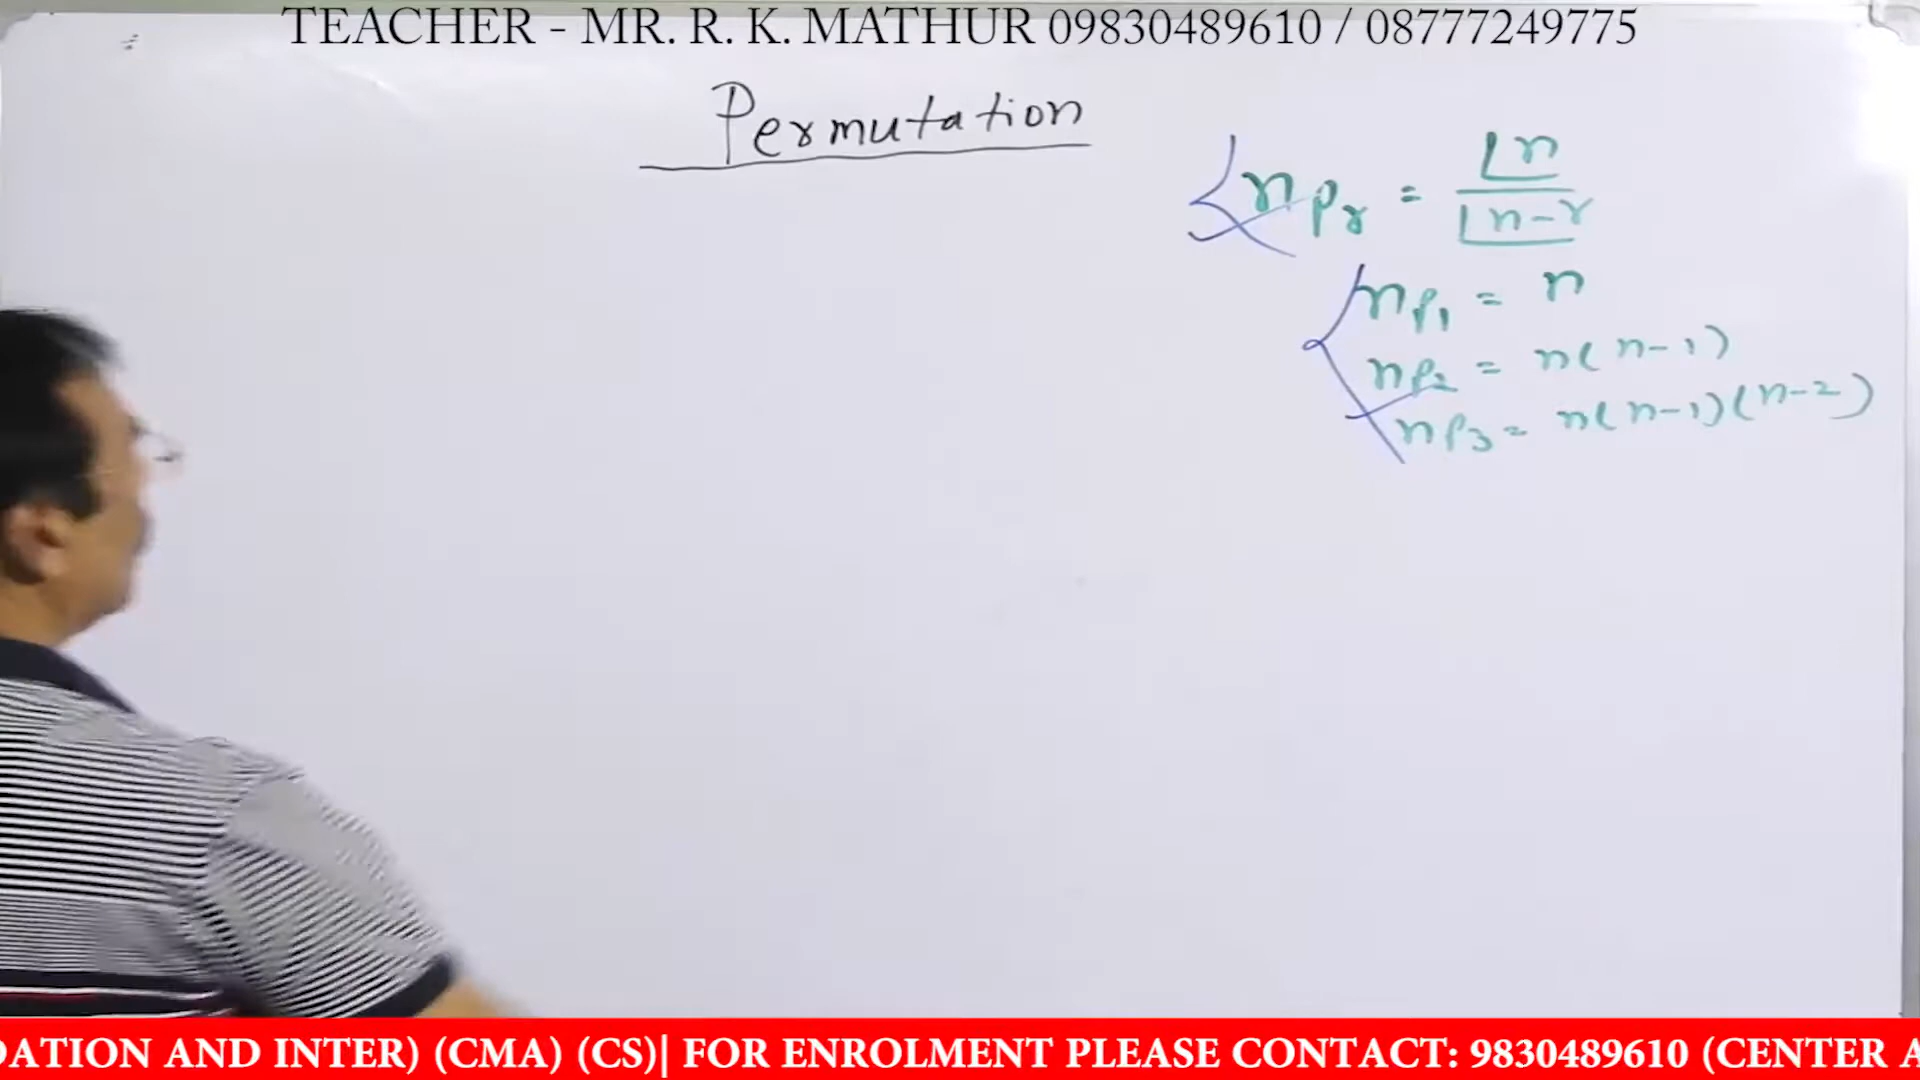 TEACHER - MR. R. K. MATHUR 09830489610 / 08777249775
Permutation
nPr = ⌊n / ⌊n-r
nP1 = n
nP2 = n(n-1)
nP3 = n(n-1)(n-2)
DATION AND INTER) (CMA) (CS)| FOR ENROLMENT PLEASE CONTACT: 9830489610 (CENTER A